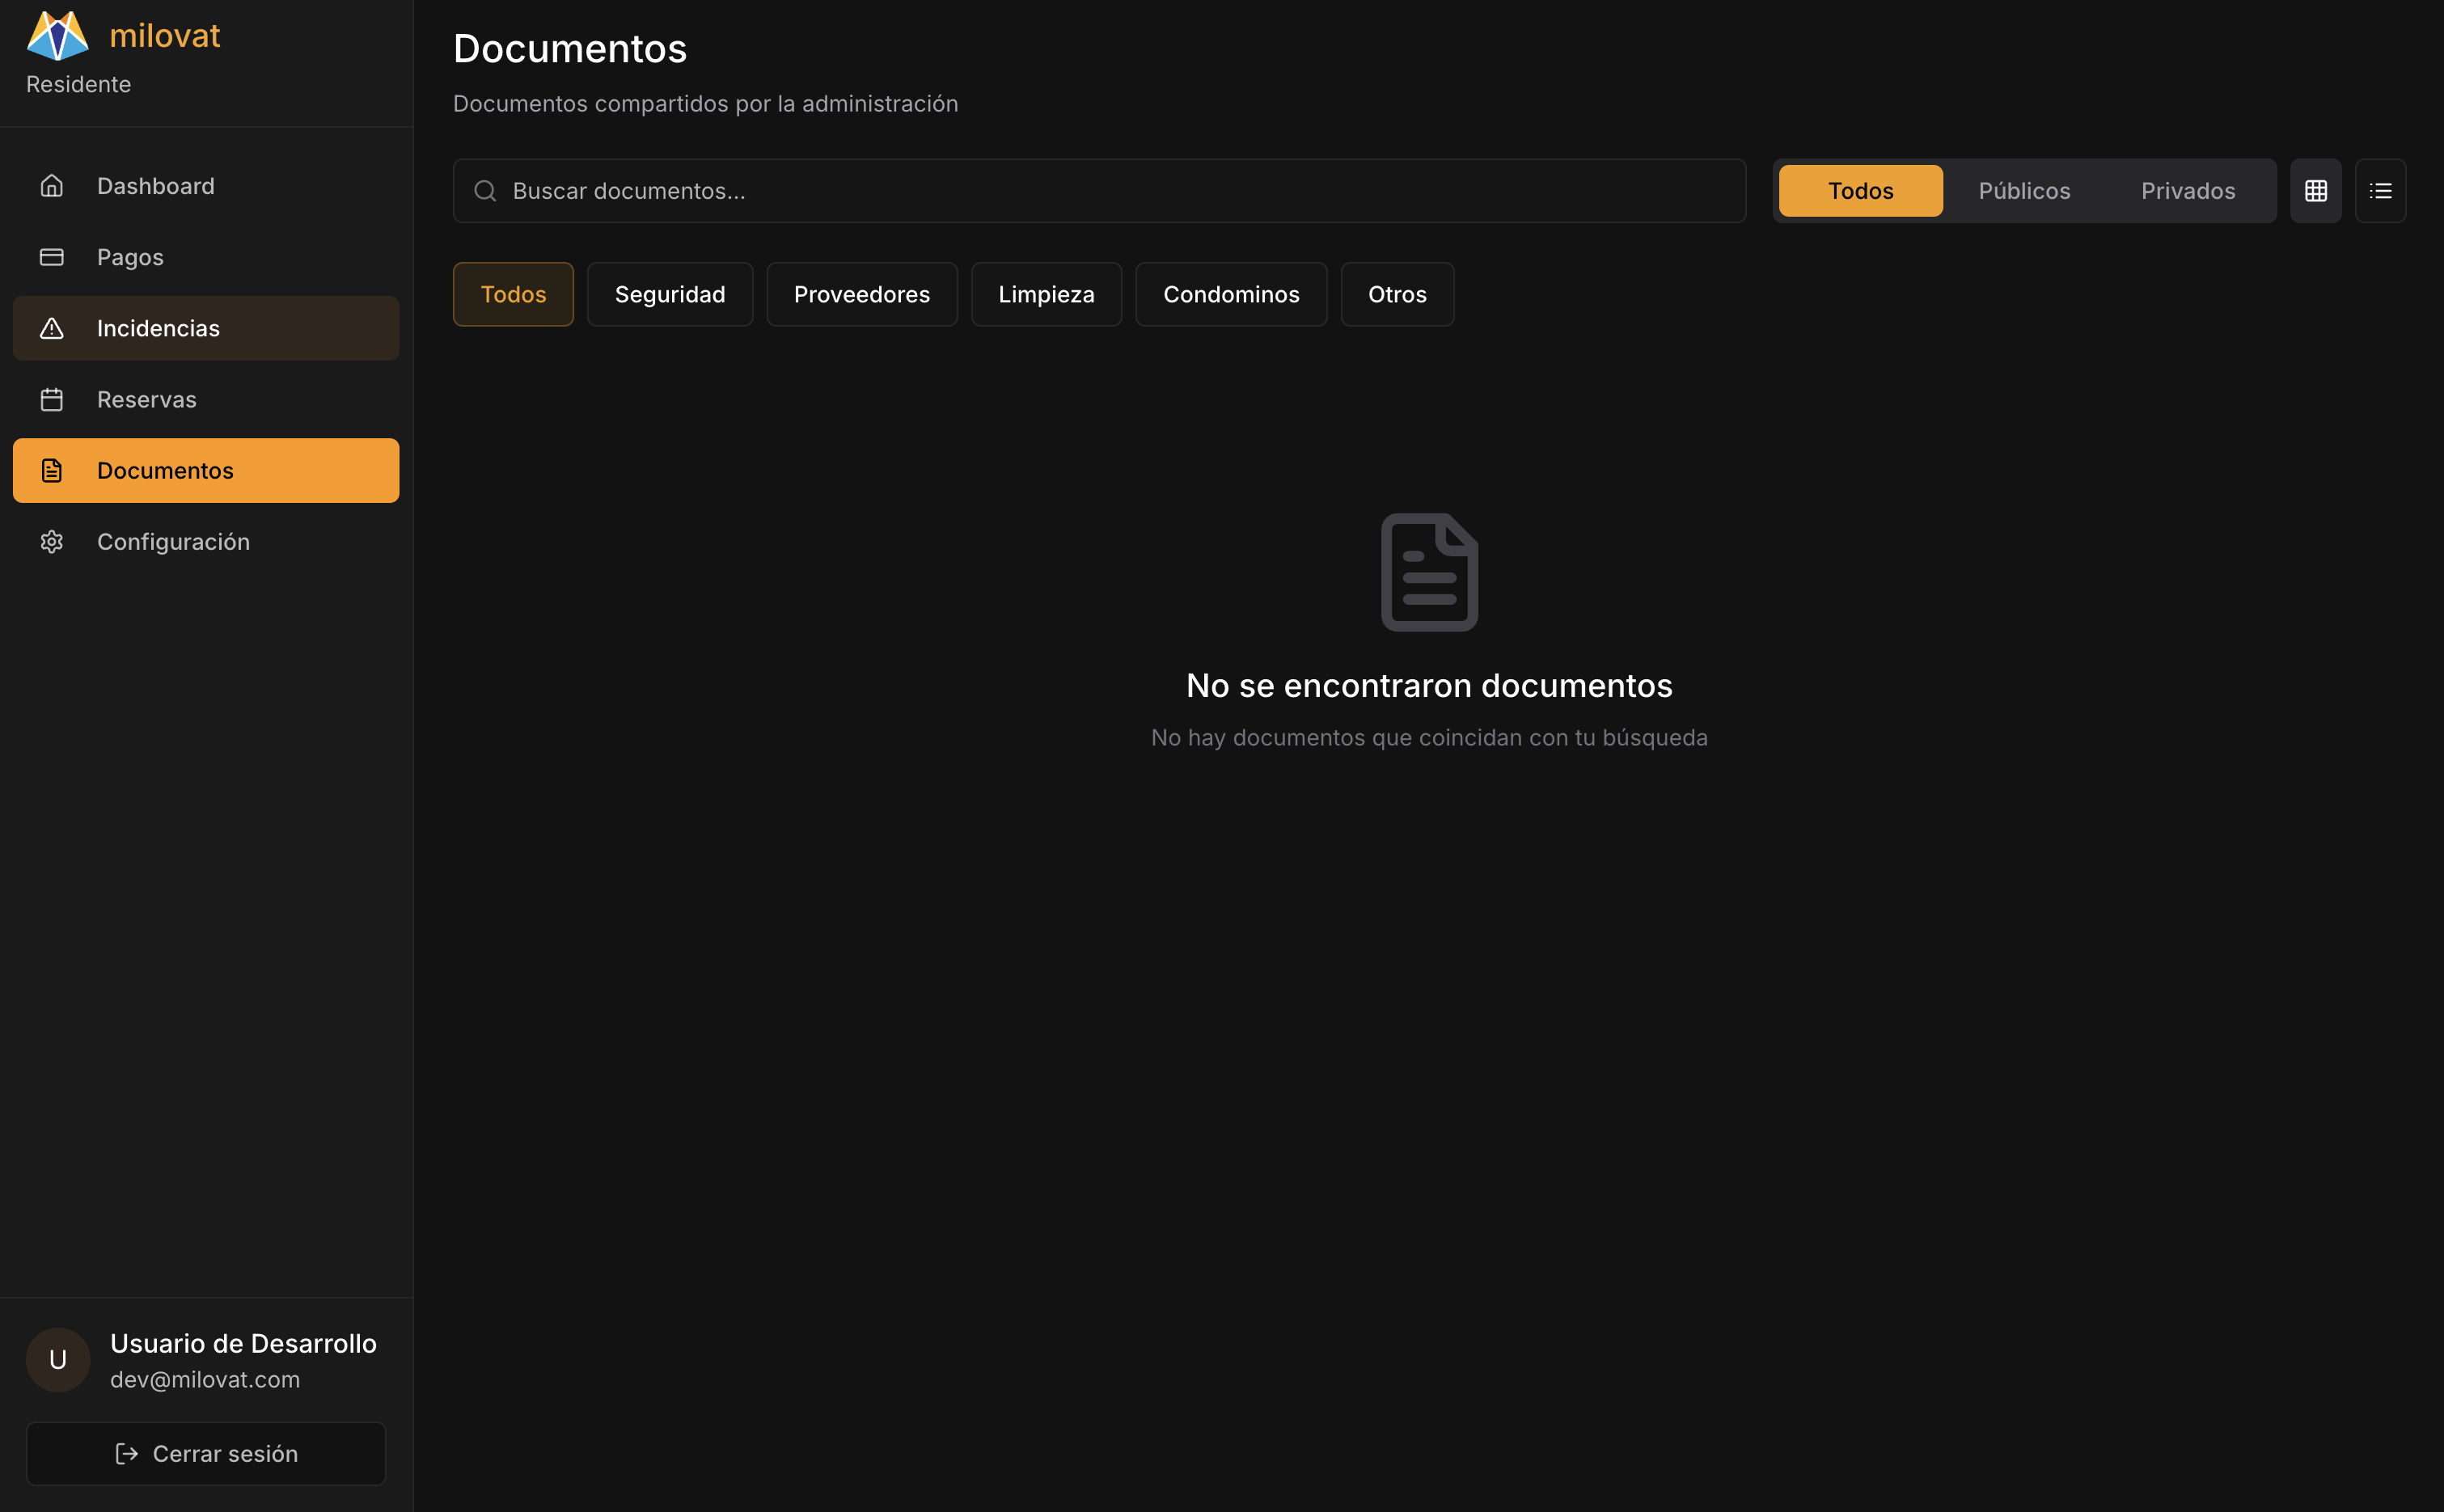 milovat
Residente
Dashboard
Pagos
Incidencias
Reservas
Documentos
Configuración
U
Usuario de Desarrollo
dev@milovat.com
Cerrar sesión
Documentos
Documentos compartidos por la administración
Buscar documentos...
Todos Públicos Privados
Todos Seguridad Proveedores Limpieza Condominos Otros
No se encontraron documentos
No hay documentos que coincidan con tu búsqueda